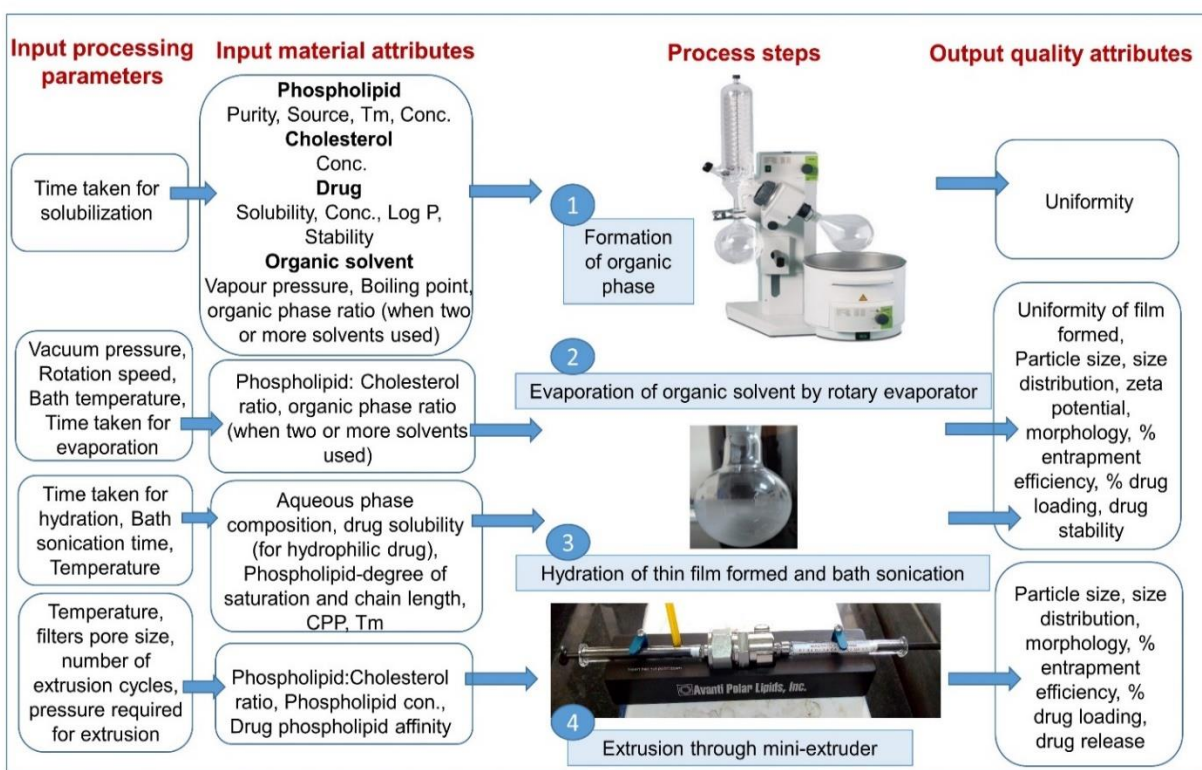 Input processing
parameters
Input material attributes
Process steps
Output quality attributes
Time taken for
solubilization
Phospholipid
Purity, Source, Tm, Conc.
Cholesterol
Conc.
Drug
Solubility, Conc., Log P,
Stability
Organic solvent
Vapour pressure, Boiling point,
organic phase ratio (when two
or more solvents used)
1
Formation
of organic
phase
Uniformity
Vacuum pressure,
Rotation speed,
Bath temperature,
Time taken for
evaporation
Phospholipid: Cholesterol
ratio, organic phase ratio
(when two or more solvents
used)
2
Evaporation of organic solvent by rotary evaporator
Uniformity of film
formed,
Particle size, size
distribution, zeta
potential,
morphology, %
entrapment
efficiency, % drug
loading, drug
stability
Time taken for
hydration, Bath
sonication time,
Temperature
Aqueous phase
composition, drug solubility
(for hydrophilic drug),
Phospholipid-degree of
saturation and chain length,
CPP, Tm
3
Hydration of thin film formed and bath sonication
Temperature,
filters pore size,
number of
extrusion cycles,
pressure required
for extrusion
Phospholipid:Cholesterol
ratio, Phospholipid con.,
Drug phospholipid affinity
Avanti Polar Lipids, Inc.
4
Extrusion through mini-extruder
Particle size, size
distribution,
morphology, %
entrapment
efficiency, %
drug loading,
drug release